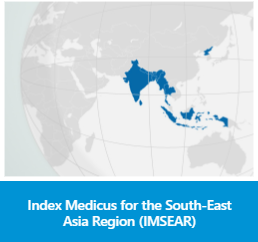 Index Medicus for the South-East
Asia Region (IMSEAR)